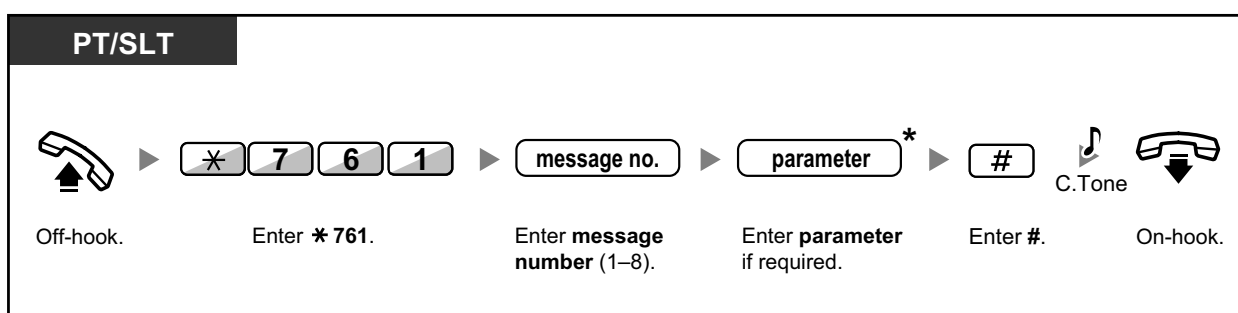 PT/SLT
* 7 6 1 message no. parameter * #
C.Tone
Off-hook. Enter * 761. Enter message number (1–8). Enter parameter if required. Enter #. On-hook.